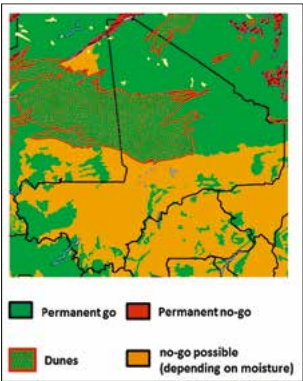 Permanent go
Permanent no-go
Dunes
no-go possible
(depending on moisture)